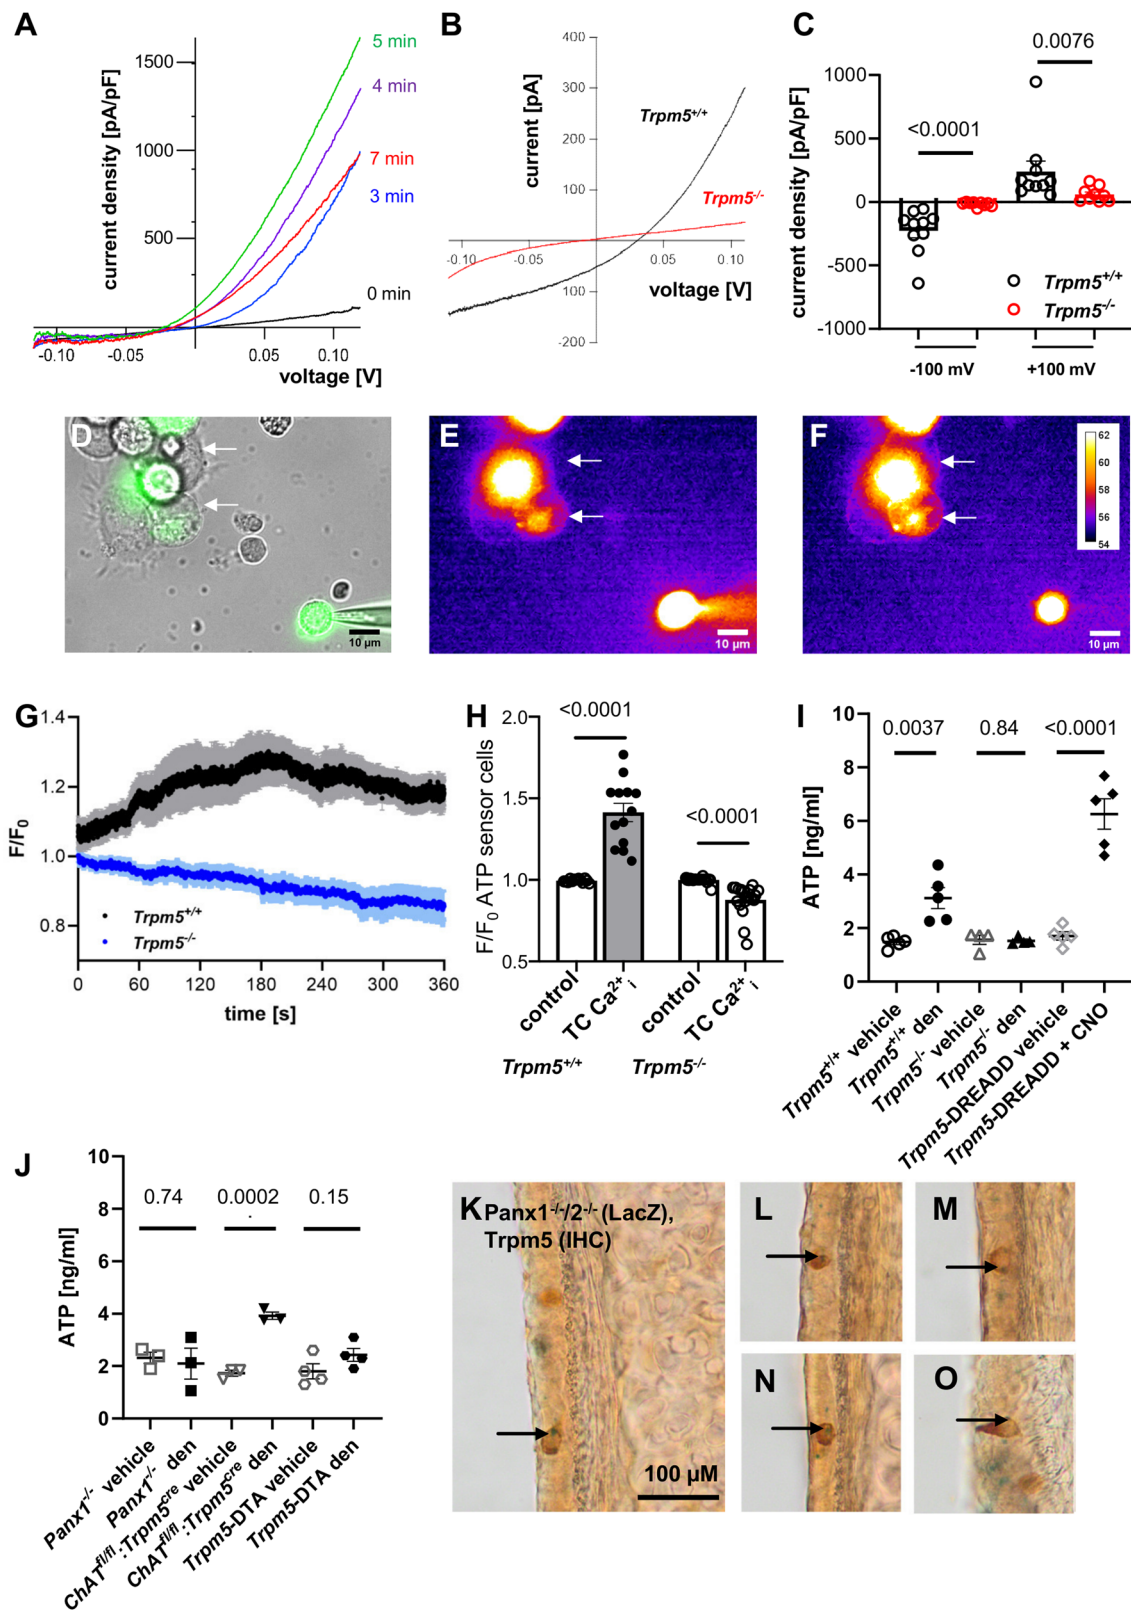 A
current density [pA/pF]
1500
1000
500
5 min
4 min
7 min
3 min
0 min
-0.10
-0.05
0.05
0.10
voltage [V]
B
current [pA]
400
300
200
100
100
-200
Trpm5+/+
Trpm5-/-
-0.10
-0.05
0.05
0.10
voltage [V]
C
current density [pA/pF]
1000
500
0
-500
-1000
<0.0001
0.0076
Trpm5+/+
Trpm5-/-
-100 mV
+100 mV
D
10 µm
E
10 µm
F
62
60
58
56
54
10 µm
G
F/F0
1.4
1.2
1.0
0.8
Trpm5+/+
Trpm5-/-
0
60
120
180
240
300
360
time [s]
H
F/F0 ATP sensor cells
2.0
1.5
1.0
0.5
<0.0001
<0.0001
control
TC Ca2+i
control
TC Ca2+i
Trpm5+/+
Trpm5-/-
I
ATP [ng/ml]
10
8
6
4
2
0
0.0037
0.84
<0.0001
Trpm5+/+ vehicle
Trpm5+/+ den
Trpm5-/- vehicle
Trpm5-/- den
Trpm5-DREADD vehicle
Trpm5-DREADD + CNO
J
ATP [ng/ml]
10
8
6
4
2
0
0.74
0.0002
0.15
Panx1-/- vehicle
Panx1-/- den
ChATfl/fl:Trpm5cre vehicle
ChATfl/fl:Trpm5cre den
Trpm5-DTA vehicle
Trpm5-DTA den
K
Panx1-/-/2-/- (LacZ),
Trpm5 (IHC)
100 µM
L
M
N
O